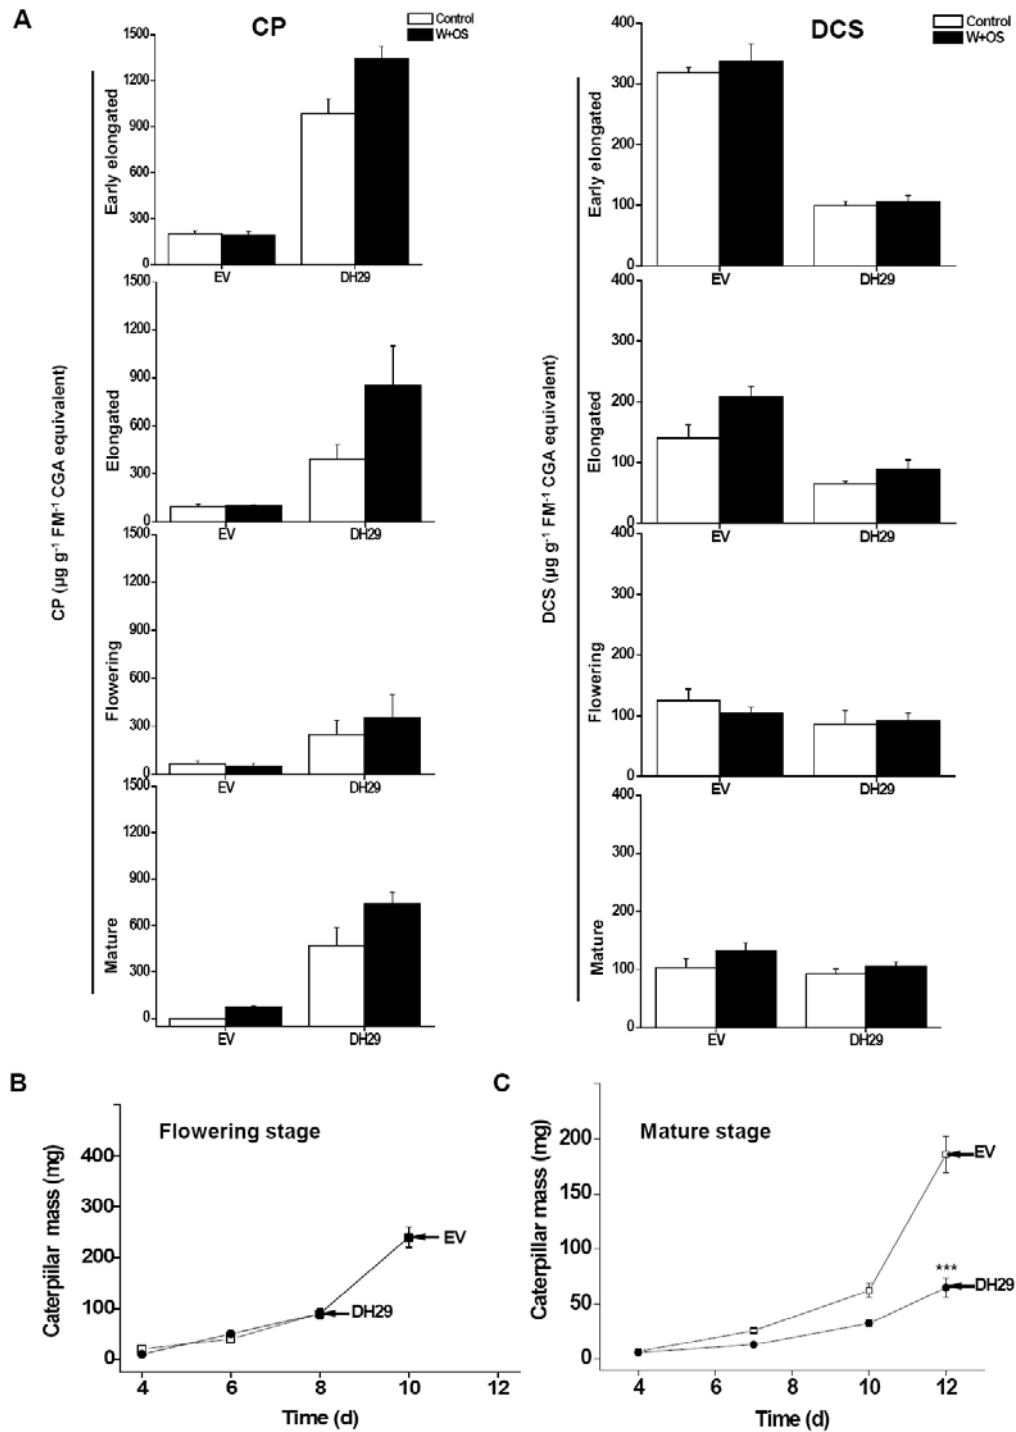 A
CP
Control
W+OS
DCS
Control
W+OS
CP (µg g⁻¹ FM⁻¹ CGA equivalent)
Early elongated
1500
1200
900
600
300
0
EV
DH29
Elongated
1500
1200
900
600
300
0
EV
DH29
Flowering
1500
1200
900
600
300
0
EV
DH29
Mature
1500
1200
900
600
300
0
EV
DH29
DCS (µg g⁻¹ FM⁻¹ CGA equivalent)
Early elongated
400
300
200
100
0
EV
DH29
Elongated
400
300
200
100
0
EV
DH29
Flowering
400
300
200
100
0
EV
DH29
Mature
400
300
200
100
0
EV
DH29
B
Flowering stage
Caterpiilar mass (mg)
400
300
200
100
0
EV
DH29
4 6 8 10 12
Time (d)
C
Mature stage
Caterpillar mass (mg)
200
150
100
50
0
EV
***
DH29
4 6 8 10 12
Time (d)